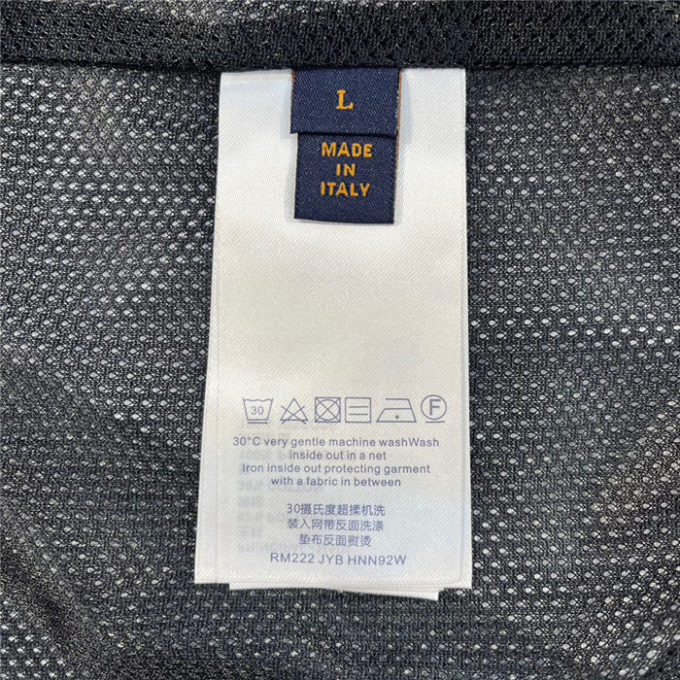 L
MADE
IN
ITALY
30 F
30°C very gentle machine washWash
inside out in a net
Iron inside out protecting garment
with a fabric in between
30摄氏度超揉机洗
装入网带反面洗涤
垫布反面熨烫
RM222 JYB HNN92W